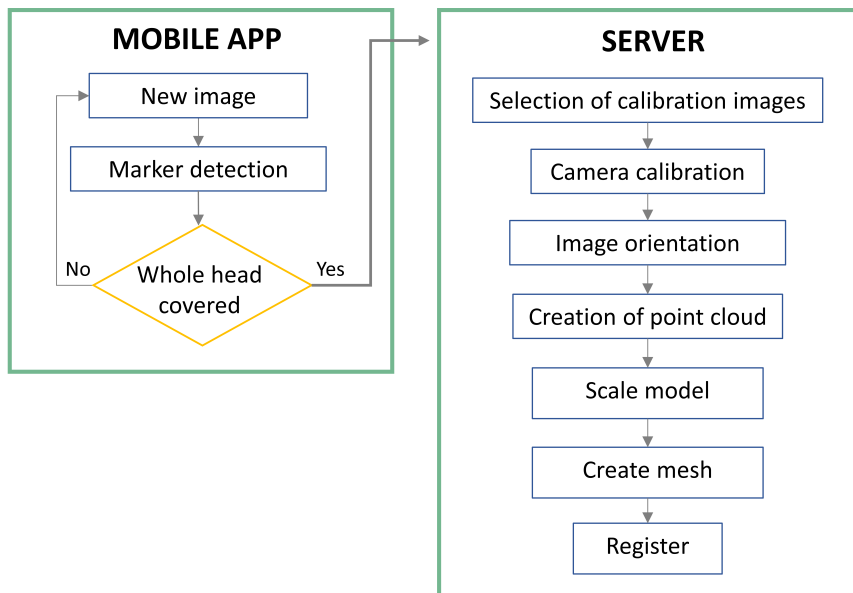 MOBILE APP
New image
Marker detection
Whole head
covered
No
Yes
SERVER
Selection of calibration images
Camera calibration
Image orientation
Creation of point cloud
Scale model
Create mesh
Register